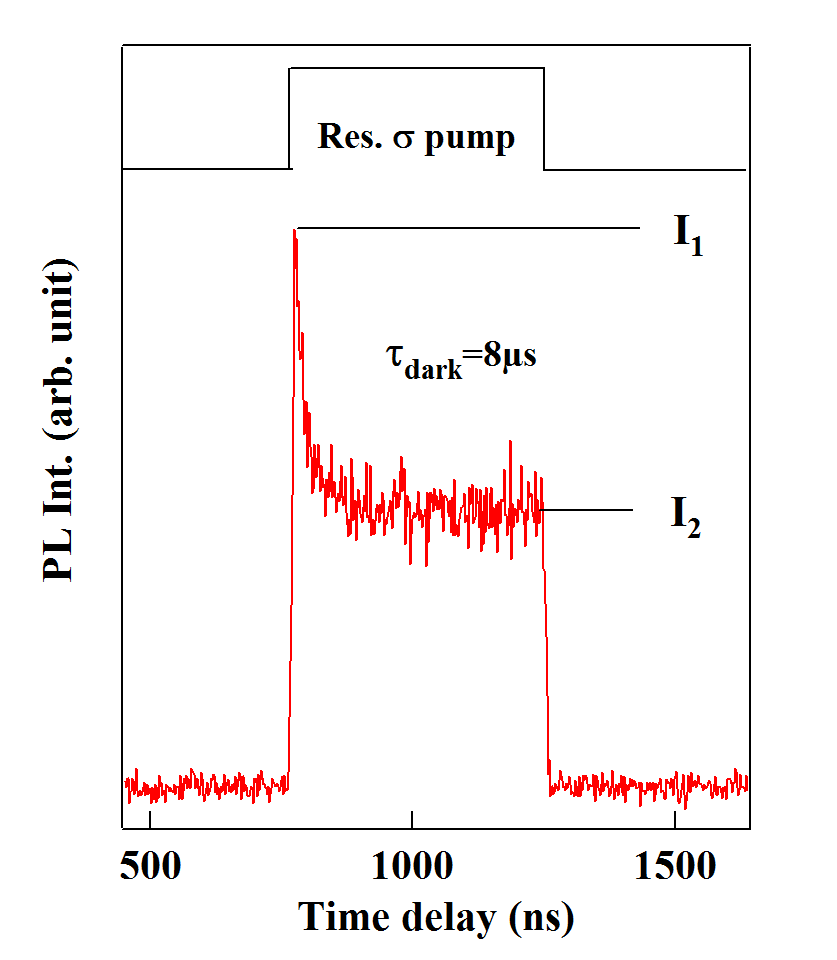 Res. σ pump
I₁
τdark=8μs
I₂
PL Int. (arb. unit)
500 1000 1500
Time delay (ns)